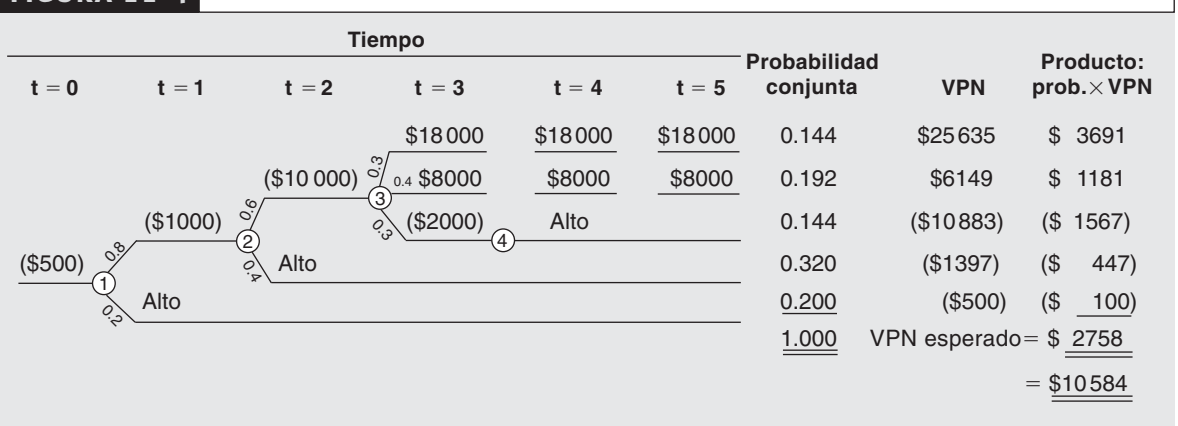 Tiempo
t = 0 t = 1 t = 2 t = 3 t = 4 t = 5 Probabilidad conjunta VPN Producto: prob. × VPN
$18 000 $18 000 $18 000 0.144 $25 635 $ 3691
0.3
($10 000) 0.4 $8000 $8000 $8000 0.192 $6149 $ 1181
3
0.6
($1000) 0.3 ($2000) 4 Alto 0.144 ($10 883) ($ 1567)
2
0.8
($500) 0.4 Alto 0.320 ($1397) ($ 447)
1
0.2 Alto 0.200 ($500) ($ 100)
1.000 VPN esperado = $ 2758
= $10 584